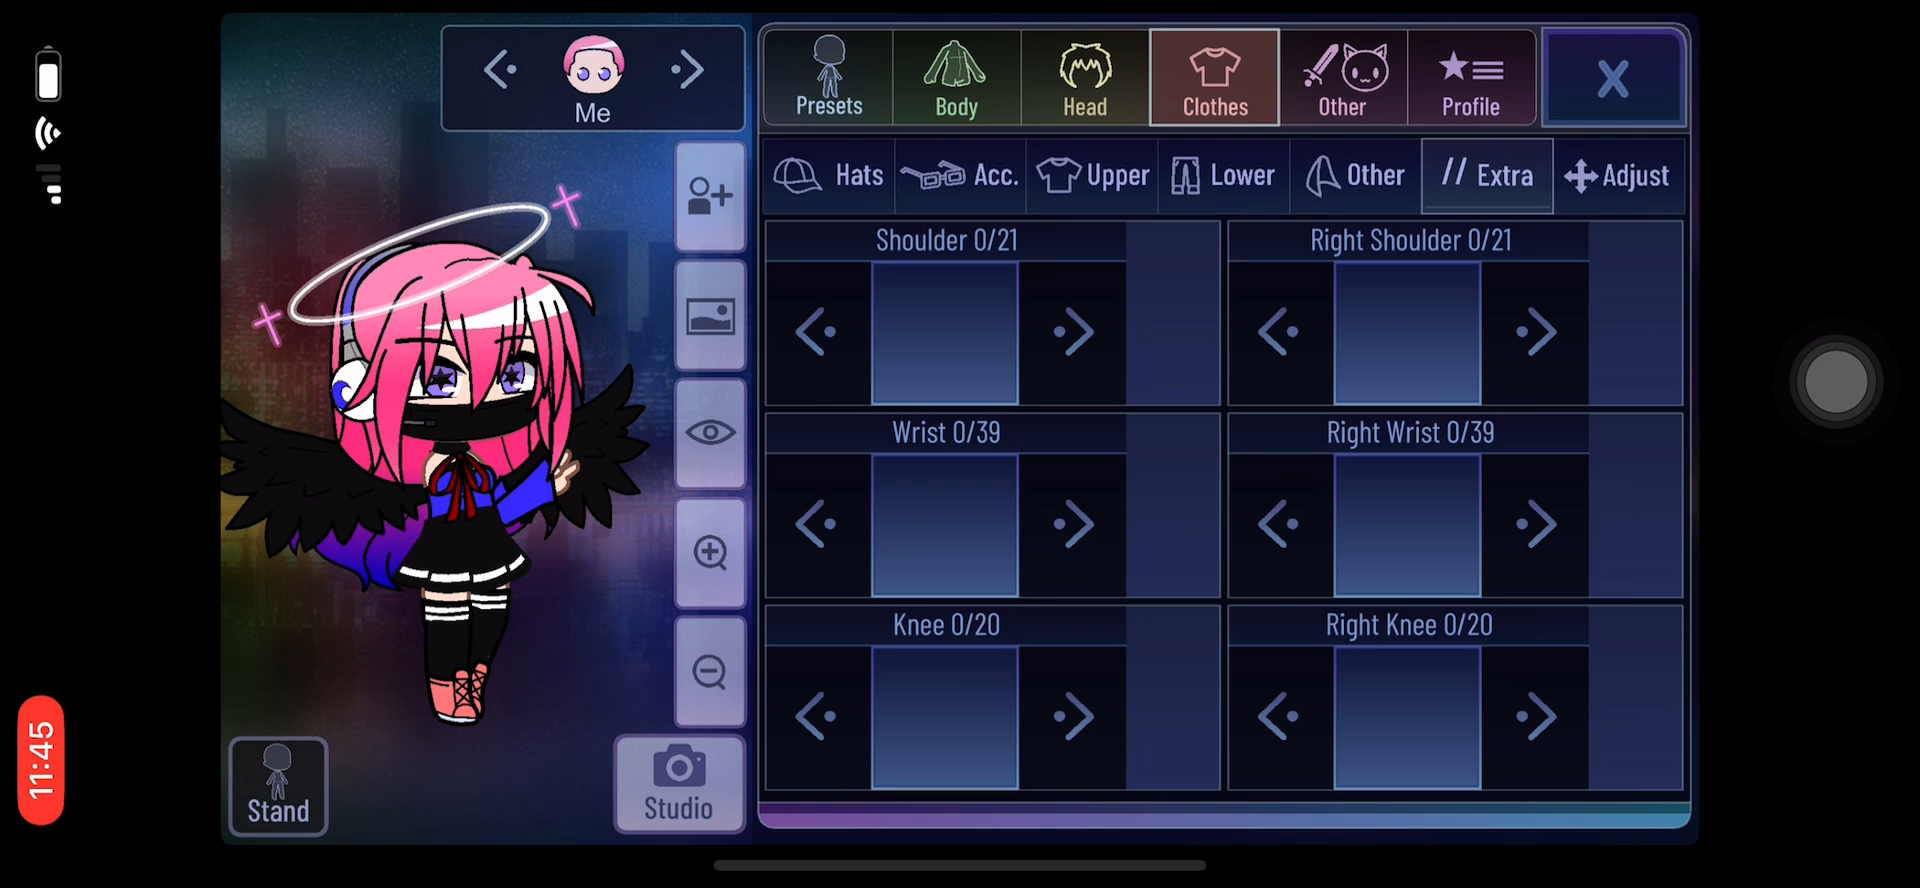 11:45
Me
Presets
Body
Head
Clothes
Other
Profile
X
Hats
Acc.
Upper
Lower
Other
// Extra
Adjust
Shoulder 0/21
Right Shoulder 0/21
Wrist 0/39
Right Wrist 0/39
Knee 0/20
Right Knee 0/20
Stand
Studio